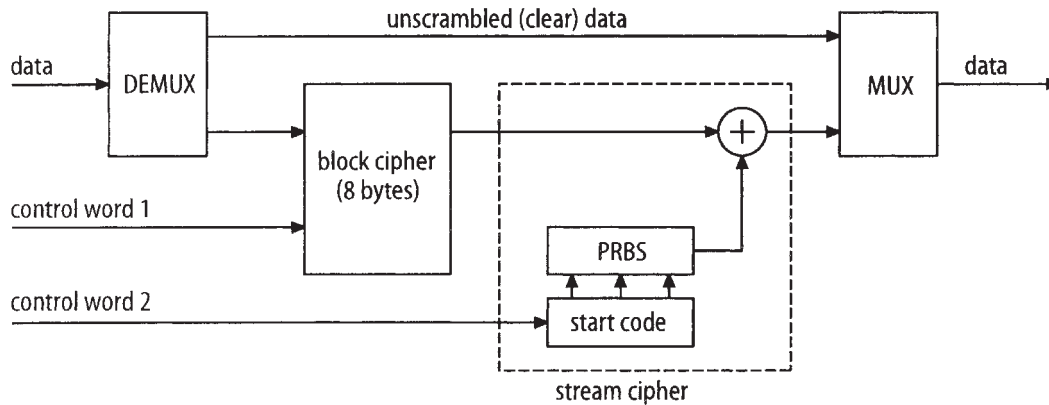 unscrambled (clear) data
data
DEMUX
MUX
data
block cipher
(8 bytes)
+
control word 1
PRBS
control word 2
start code
stream cipher